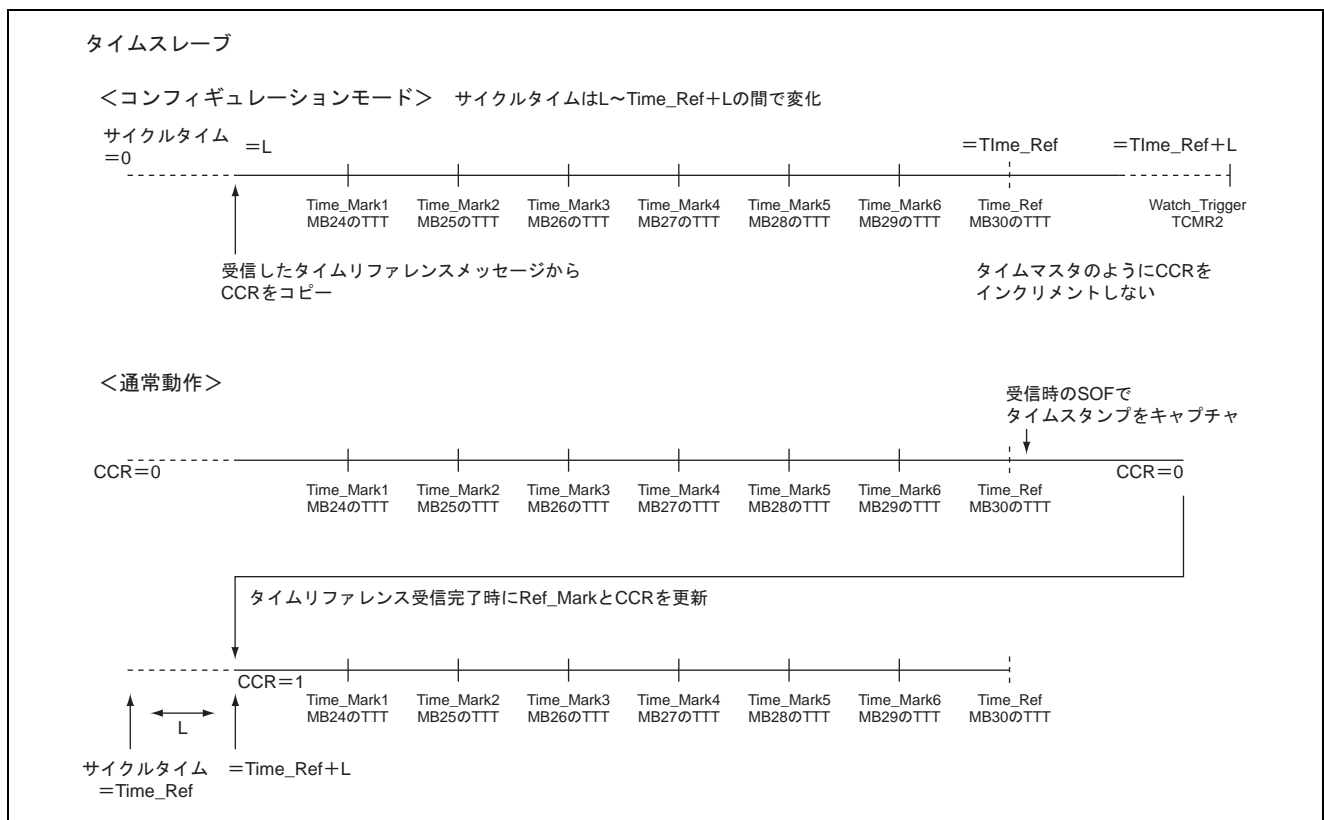 タイムスレーブ
＜コンフィギュレーションモード＞ サイクルタイムはL～Time_Ref＋Lの間で変化
サイクルタイム
＝0
＝L
＝TIme_Ref
＝TIme_Ref＋L
Time_Mark1
MB24のTTT
Time_Mark2
MB25のTTT
Time_Mark3
MB26のTTT
Time_Mark4
MB27のTTT
Time_Mark5
MB28のTTT
Time_Mark6
MB29のTTT
Time_Ref
MB30のTTT
Watch_Trigger
TCMR2
受信したタイムリファレンスメッセージから
CCRをコピー
タイムマスタのようにCCRを
インクリメントしない
＜通常動作＞
受信時のSOFで
タイムスタンプをキャプチャ
CCR＝0
CCR＝0
Time_Mark1
MB24のTTT
Time_Mark2
MB25のTTT
Time_Mark3
MB26のTTT
Time_Mark4
MB27のTTT
Time_Mark5
MB28のTTT
Time_Mark6
MB29のTTT
Time_Ref
MB30のTTT
タイムリファレンス受信完了時にRef_MarkとCCRを更新
CCR＝1
Time_Mark1
MB24のTTT
Time_Mark2
MB25のTTT
Time_Mark3
MB26のTTT
Time_Mark4
MB27のTTT
Time_Mark5
MB28のTTT
Time_Mark6
MB29のTTT
Time_Ref
MB30のTTT
L
サイクルタイム
＝Time_Ref
＝Time_Ref＋L